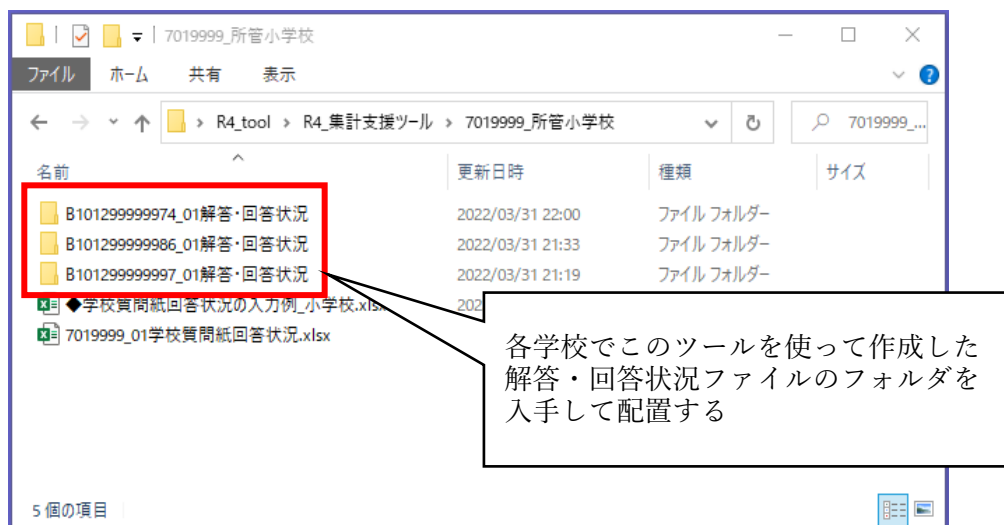 7019999_所管小学校
ファイル ホーム 共有 表示
R4_tool › R4_集計支援ツール › 7019999_所管小学校 7019999_...
名前 更新日時 種類 サイズ
B101299999974_01解答・回答状況 2022/03/31 22:00 ファイル フォルダー
B101299999986_01解答・回答状況 2022/03/31 21:33 ファイル フォルダー
B101299999997_01解答・回答状況 2022/03/31 21:19 ファイル フォルダー
◆学校質問紙回答状況の入力例_小学校.xlsx
7019999_01学校質問紙回答状況.xlsx
各学校でこのツールを使って作成した
解答・回答状況ファイルのフォルダを
入手して配置する
5 個の項目